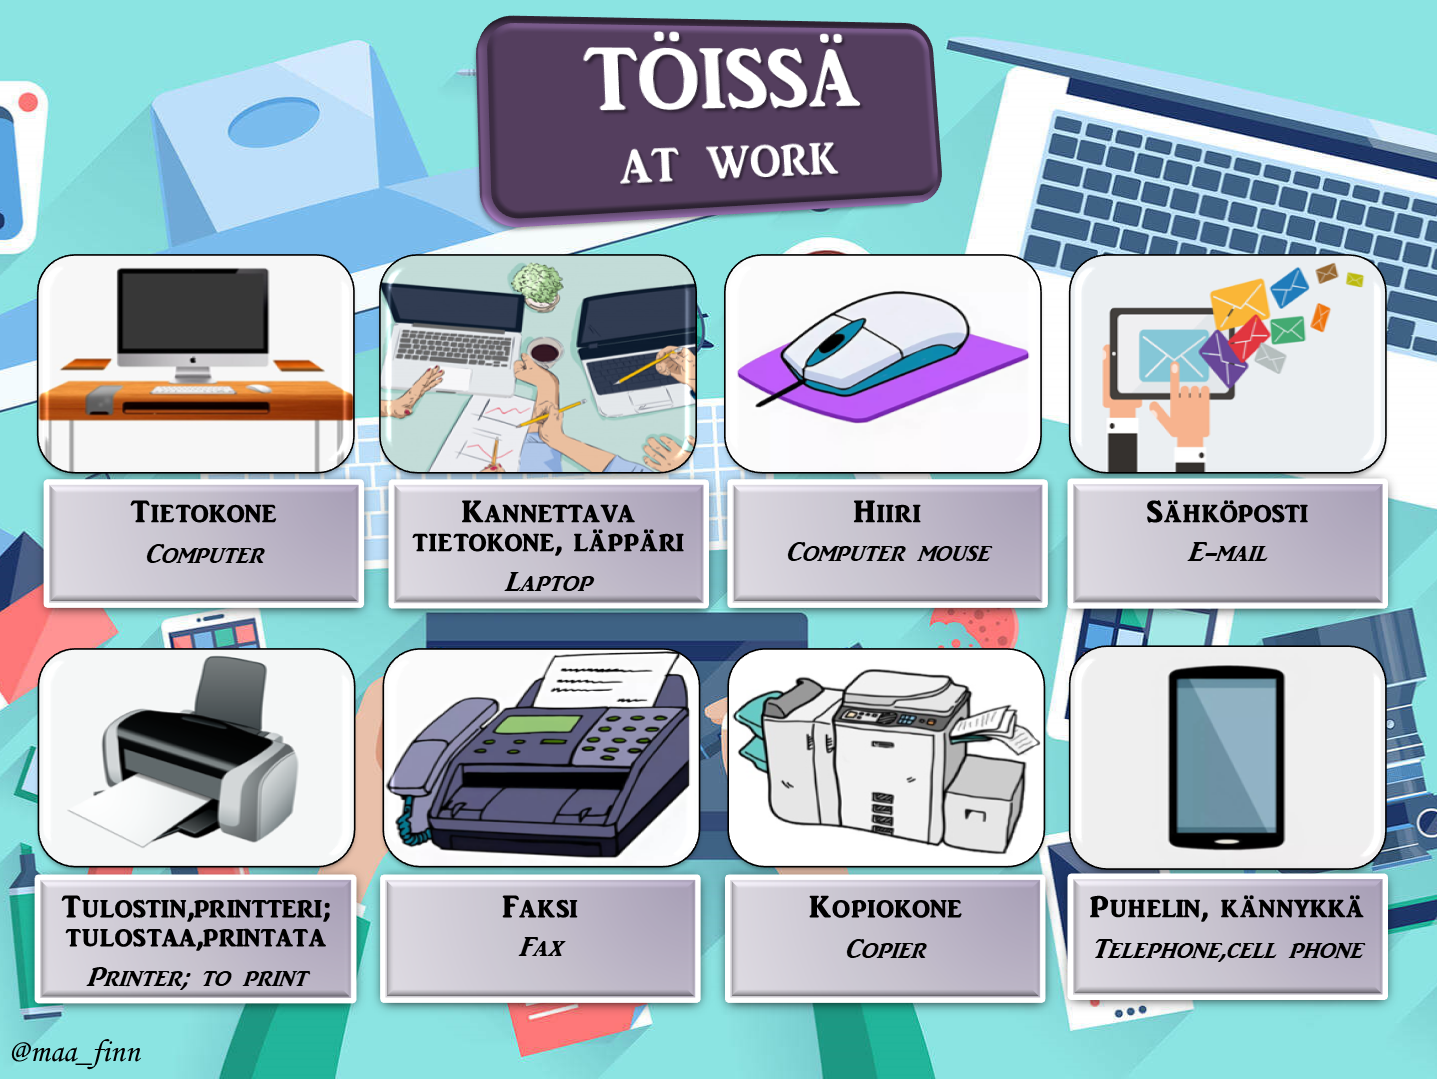 TÖISSÄ
AT WORK
TIETOKONE
COMPUTER
KANNETTAVA
TIETOKONE, LÄPPÄRI
LAPTOP
HIIRI
COMPUTER MOUSE
SÄHKÖPOSTI
E-MAIL
TULOSTIN,PRINTTERI;
TULOSTAA,PRINTATA
PRINTER; TO PRINT
FAKSI
FAX
KOPIOKONE
COPIER
PUHELIN, KÄNNYKKÄ
TELEPHONE,CELL PHONE
@maa_finn